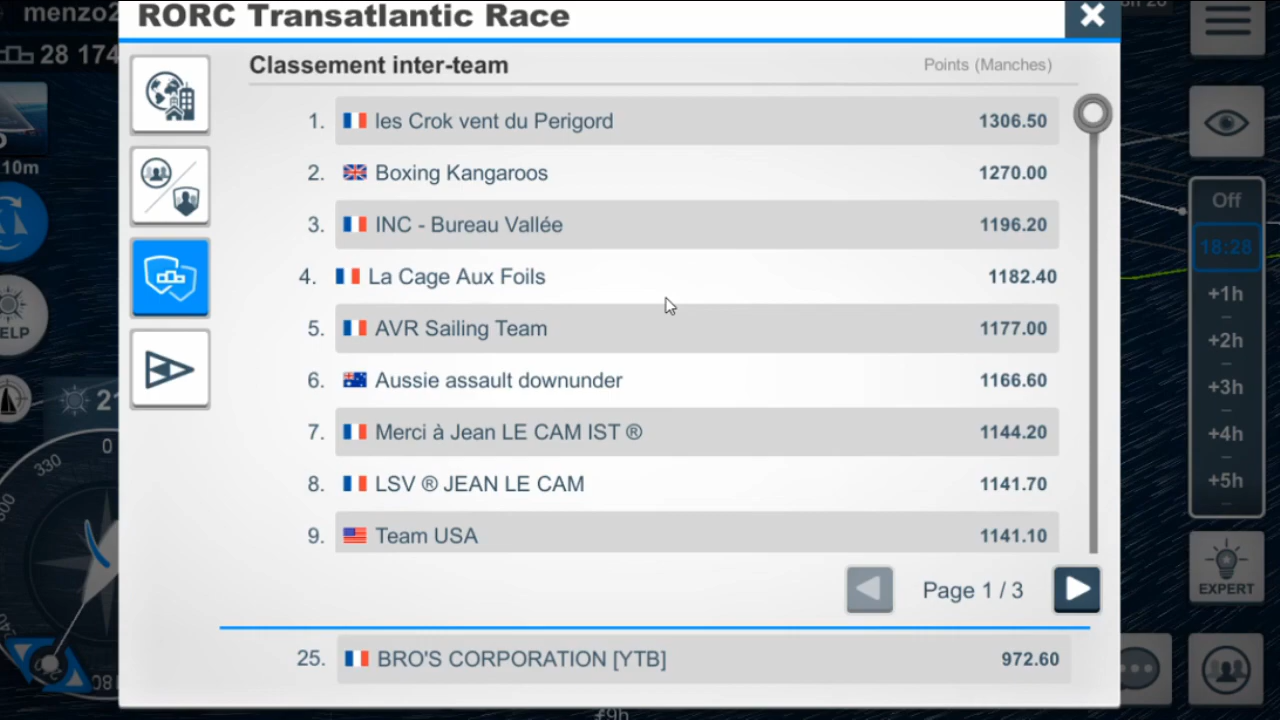 RORC Transatlantic Race
menzo2
28 174
Classement inter-team
Points (Manches)
1. les Crok vent du Perigord 1306.50
2. Boxing Kangaroos 1270.00
3. INC - Bureau Vallée 1196.20
4. La Cage Aux Foils 1182.40
5. AVR Sailing Team 1177.00
6. Aussie assault downunder 1166.60
7. Merci à Jean LE CAM IST ® 1144.20
8. LSV ® JEAN LE CAM 1141.70
9. Team USA 1141.10
Page 1 / 3
25. BRO'S CORPORATION [YTB] 972.60
10m
ELP
21
0
330
300
240
180
Off
18:28
+1h
+2h
+3h
+4h
+5h
EXPERT